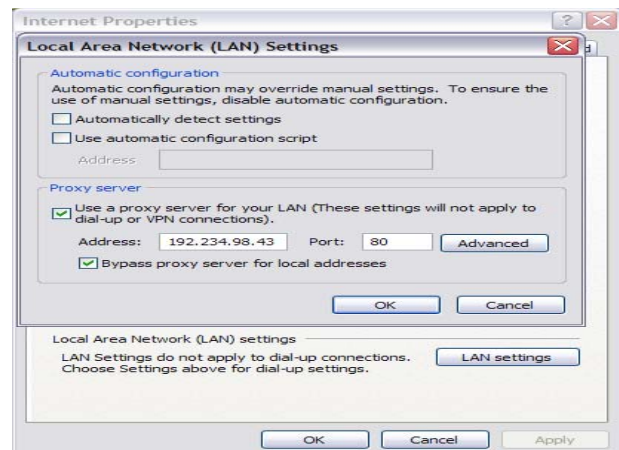 Internet Properties
Local Area Network (LAN) Settings
Automatic configuration
Automatic configuration may override manual settings. To ensure the
use of manual settings, disable automatic configuration.
Automatically detect settings
Use automatic configuration script
Address
Proxy server
Use a proxy server for your LAN (These settings will not apply to
dial-up or VPN connections).
Address: 192.234.98.43 Port: 80 Advanced
Bypass proxy server for local addresses
OK Cancel
Local Area Network (LAN) settings
LAN Settings do not apply to dial-up connections. LAN settings
Choose Settings above for dial-up settings.
OK Cancel Apply